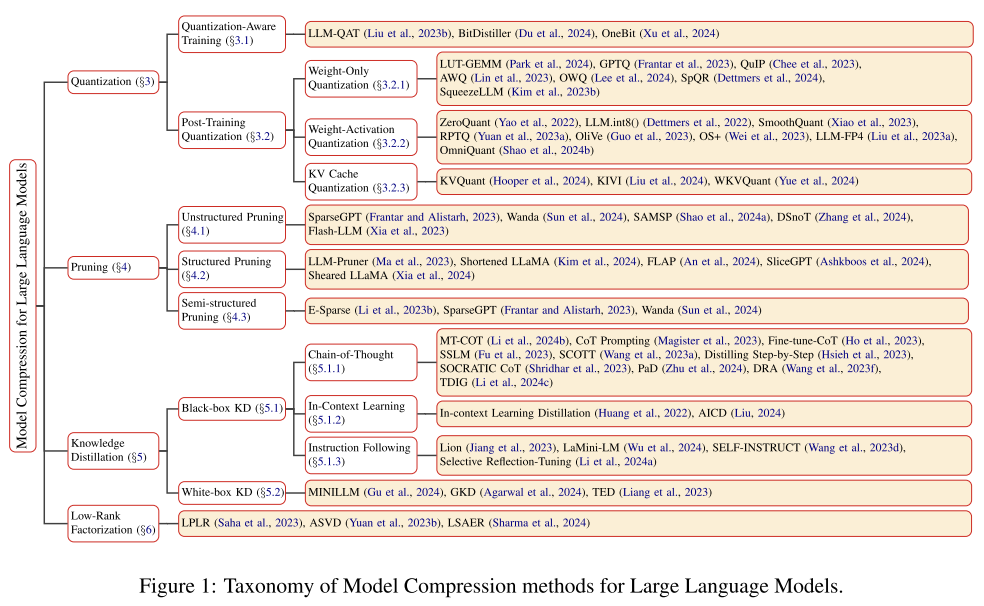 Model Compression for Large Language Models
Quantization (§3)
Quantization-Aware
Training (§3.1)
LLM-QAT (Liu et al., 2023b), BitDistiller (Du et al., 2024), OneBit (Xu et al., 2024)
Post-Training
Quantization (§3.2)
Weight-Only
Quantization (§3.2.1)
LUT-GEMM (Park et al., 2024), GPTQ (Frantar et al., 2023), QuIP (Chee et al., 2023),
AWQ (Lin et al., 2023), OWQ (Lee et al., 2024), SpQR (Dettmers et al., 2024),
SqueezeLLM (Kim et al., 2023b)
Weight-Activation
Quantization (§3.2.2)
ZeroQuant (Yao et al., 2022), LLM.int8() (Dettmers et al., 2022), SmoothQuant (Xiao et al., 2023),
RPTQ (Yuan et al., 2023a), OliVe (Guo et al., 2023), OS+ (Wei et al., 2023), LLM-FP4 (Liu et al., 2023a),
OmniQuant (Shao et al., 2024b)
KV Cache
Quantization (§3.2.3)
KVQuant (Hooper et al., 2024), KIVI (Liu et al., 2024), WKVQuant (Yue et al., 2024)
Pruning (§4)
Unstructured Pruning
(§4.1)
SparseGPT (Frantar and Alistarh, 2023), Wanda (Sun et al., 2024), SAMSP (Shao et al., 2024a), DSnoT (Zhang et al., 2024),
Flash-LLM (Xia et al., 2023)
Structured Pruning
(§4.2)
LLM-Pruner (Ma et al., 2023), Shortened LLaMA (Kim et al., 2024), FLAP (An et al., 2024), SliceGPT (Ashkboos et al., 2024),
Sheared LLaMA (Xia et al., 2024)
Semi-structured
Pruning (§4.3)
E-Sparse (Li et al., 2023b), SparseGPT (Frantar and Alistarh, 2023), Wanda (Sun et al., 2024)
Knowledge
Distillation (§5)
Black-box KD (§5.1)
Chain-of-Thought
(§5.1.1)
MT-COT (Li et al., 2024b), CoT Prompting (Magister et al., 2023), Fine-tune-CoT (Ho et al., 2023),
SSLM (Fu et al., 2023), SCOTT (Wang et al., 2023a), Distilling Step-by-Step (Hsieh et al., 2023),
SOCRATIC CoT (Shridhar et al., 2023), PaD (Zhu et al., 2024), DRA (Wang et al., 2023f),
TDIG (Li et al., 2024c)
In-Context Learning
(§5.1.2)
In-context Learning Distillation (Huang et al., 2022), AICD (Liu, 2024)
Instruction Following
(§5.1.3)
Lion (Jiang et al., 2023), LaMini-LM (Wu et al., 2024), SELF-INSTRUCT (Wang et al., 2023d),
Selective Reflection-Tuning (Li et al., 2024a)
White-box KD (§5.2)
MINILLM (Gu et al., 2024), GKD (Agarwal et al., 2024), TED (Liang et al., 2023)
Low-Rank
Factorization (§6)
LPLR (Saha et al., 2023), ASVD (Yuan et al., 2023b), LSAER (Sharma et al., 2024)
Figure 1: Taxonomy of Model Compression methods for Large Language Models.